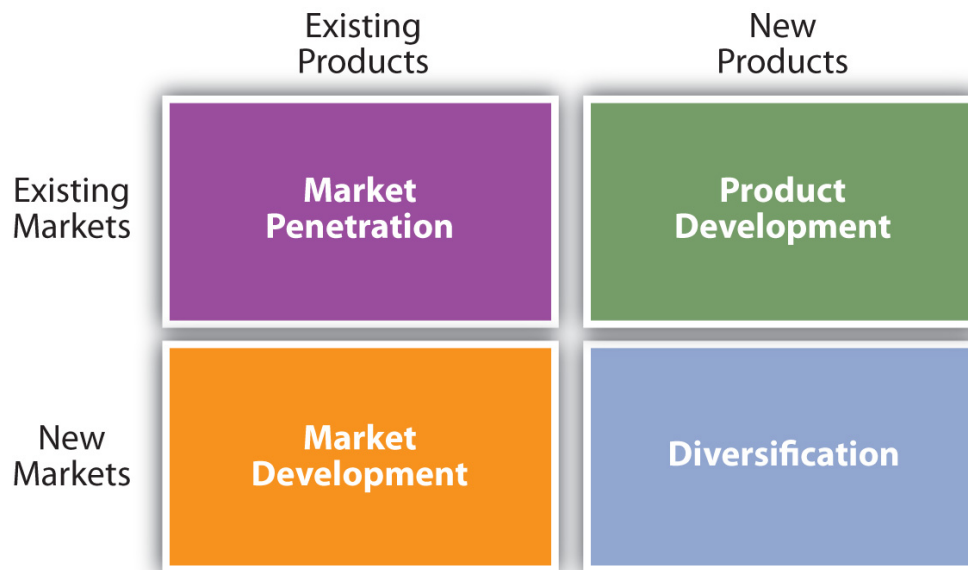 Existing
Products
New
Products
Existing
Markets
Market
Penetration
Product
Development
New
Markets
Market
Development
Diversification